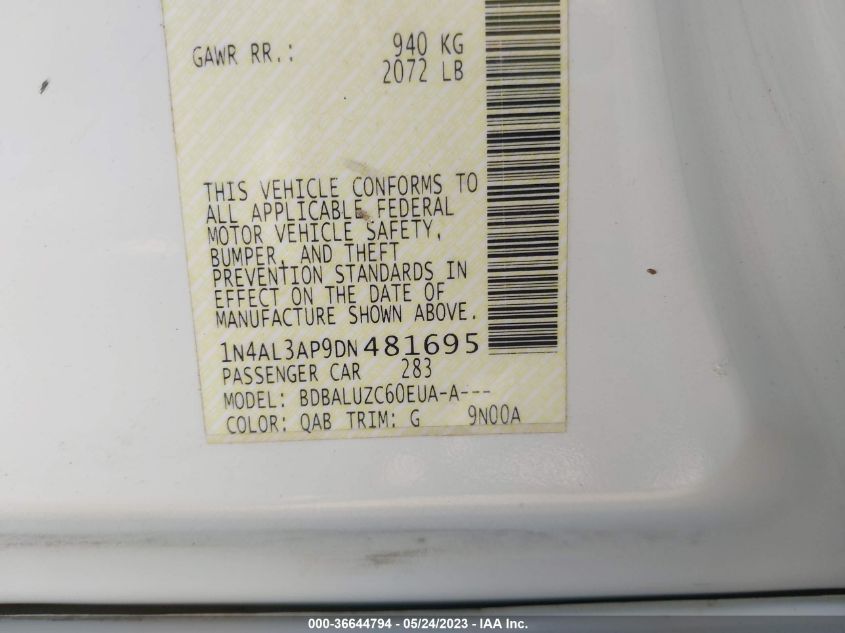 GAWR RR.: 940 KG
2072 LB
THIS VEHICLE CONFORMS TO
ALL APPLICABLE FEDERAL
MOTOR VEHICLE SAFETY,
BUMPER, AND THEFT
PREVENTION STANDARDS IN
EFFECT ON THE DATE OF
MANUFACTURE SHOWN ABOVE.
1N4AL3AP9DN481695
PASSENGER CAR 283
MODEL: BDBALUZC60EUA-A---
COLOR: QAB TRIM: G 9N00A
000-36644794 - 05/24/2023 - IAA Inc.